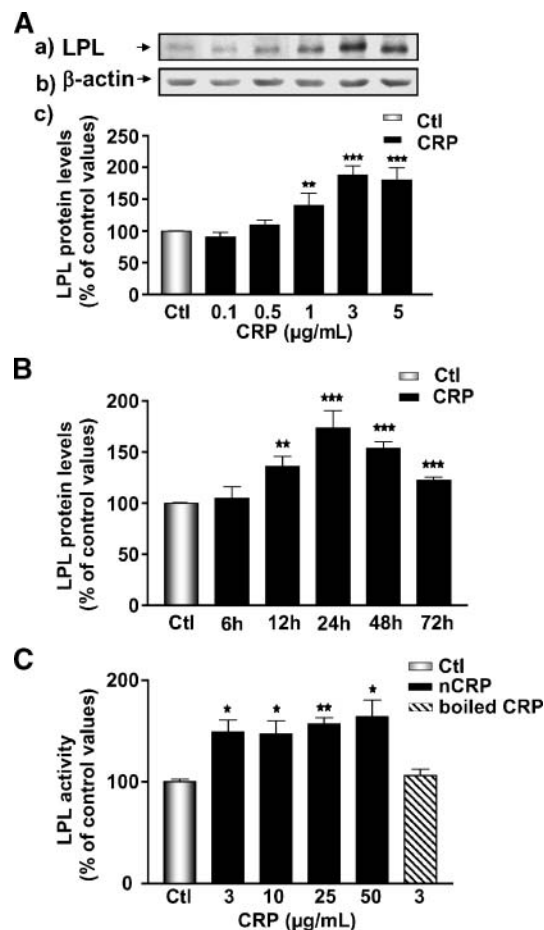 A
a) LPL
b) β-actin
c)
Ctl
CRP
LPL protein levels
(% of control values)
250
200
150
100
50
0
** *** ***
Ctl 0.1 0.5 1 3 5
CRP (µg/mL)
B
Ctl
CRP
LPL protein levels
(% of control values)
200
150
100
50
0
** *** *** ***
Ctl 6h 12h 24h 48h 72h
C
Ctl
nCRP
boiled CRP
LPL activity
(% of control values)
200
100
0
* * ** *
Ctl 3 10 25 50 3
CRP (µg/mL)